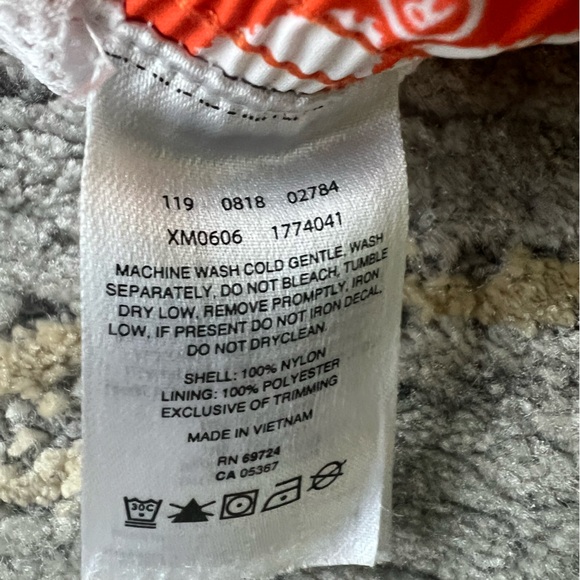 ®
119 0818 02784
XM0606 1774041
MACHINE WASH COLD GENTLE, WASH
SEPARATELY, DO NOT BLEACH, TUMBLE
DRY LOW, REMOVE PROMPTLY, IRON
LOW, IF PRESENT DO NOT IRON DECAL,
DO NOT DRYCLEAN.
SHELL: 100% NYLON
LINING: 100% POLYESTER
EXCLUSIVE OF TRIMMING
MADE IN VIETNAM
RN 69724
CA 05367
30C